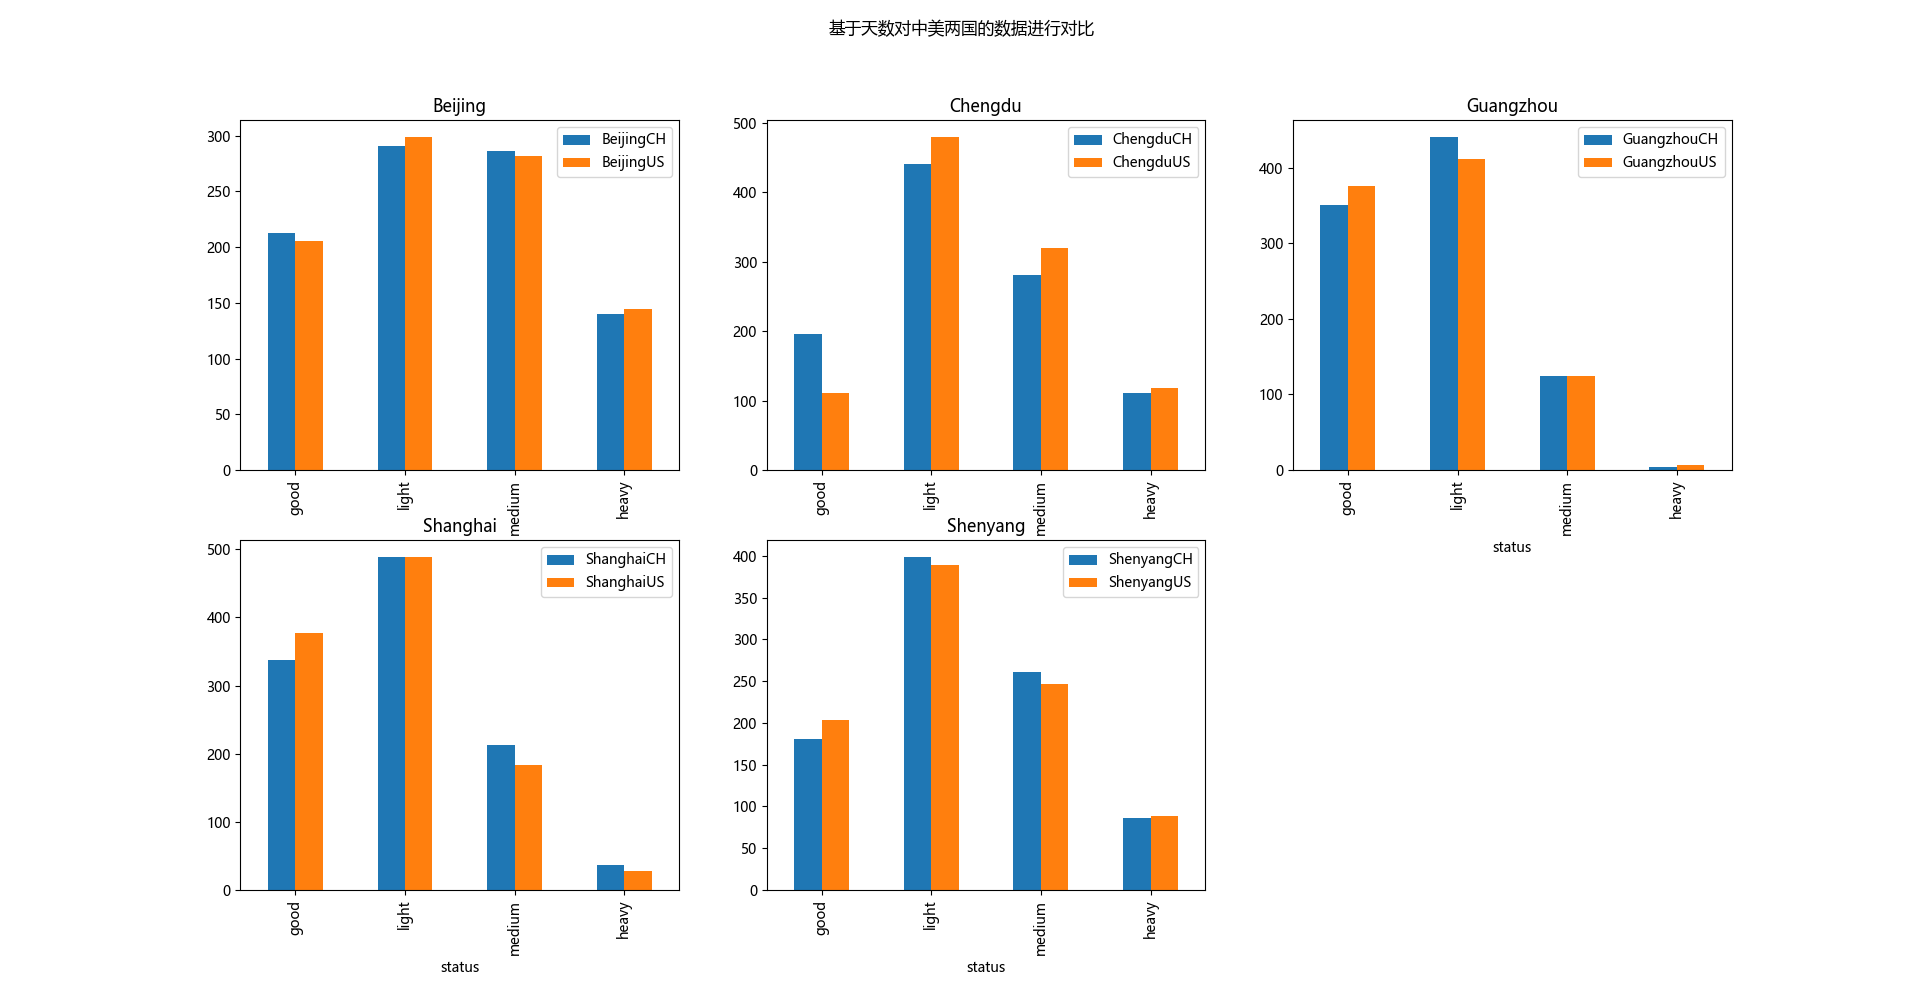 基于天数对中美两国的数据进行对比
Beijing
300
250
200
150
100
50
0
BeijingCH
BeijingUS
good
light
medium
heavy
Chengdu
500
400
300
200
100
0
ChengduCH
ChengduUS
good
light
medium
heavy
Guangzhou
400
300
200
100
0
GuangzhouCH
GuangzhouUS
good
light
medium
heavy
status
Shanghai
500
400
300
200
100
0
ShanghaiCH
ShanghaiUS
good
light
medium
heavy
status
Shenyang
400
350
300
250
200
150
100
50
0
ShenyangCH
ShenyangUS
good
light
medium
heavy
status